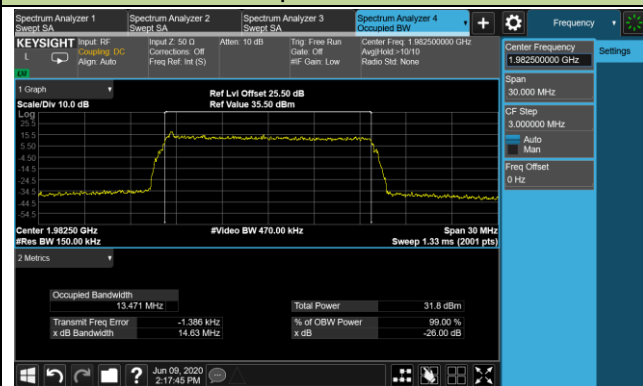 Spectrum Analyzer 1
Swept SA
Spectrum Analyzer 2
Swept SA
Spectrum Analyzer 3
Swept SA
Spectrum Analyzer 4
Occupied BW
+
Frequency
KEYSIGHT
L
LXI
Input: RF
Coupling: DC
Align: Auto
Input Z: 50 Ω
Corrections: Off
Freq Ref: Int (S)
Atten: 10 dB
Trig: Free Run
Gate: Off
#IF Gain: Low
Center Freq: 1.982500000 GHz
Avg|Hold >10/10
Radio Std: None
Center Frequency
1.982500000 GHz
Settings
Span
30.000 MHz
CF Step
3.000000 MHz
Auto
Man
Freq Offset
0 Hz
1 Graph
Scale/Div 10.0 dB
Ref Lvl Offset 25.50 dB
Ref Value 35.50 dBm
Log
25.5
15.5
5.50
-4.50
-14.5
-24.5
-34.5
-44.5
-54.5
Center 1.98250 GHz
#Res BW 150.00 kHz
#Video BW 470.00 kHz
Span 30 MHz
Sweep 1.33 ms (2001 pts)
2 Metrics
Occupied Bandwidth
13.471 MHz
Total Power 31.8 dBm
Transmit Freq Error -1.386 kHz
% of OBW Power 99.00 %
x dB Bandwidth 14.63 MHz
x dB -26.00 dB
?
Jun 09, 2020
2:17:45 PM